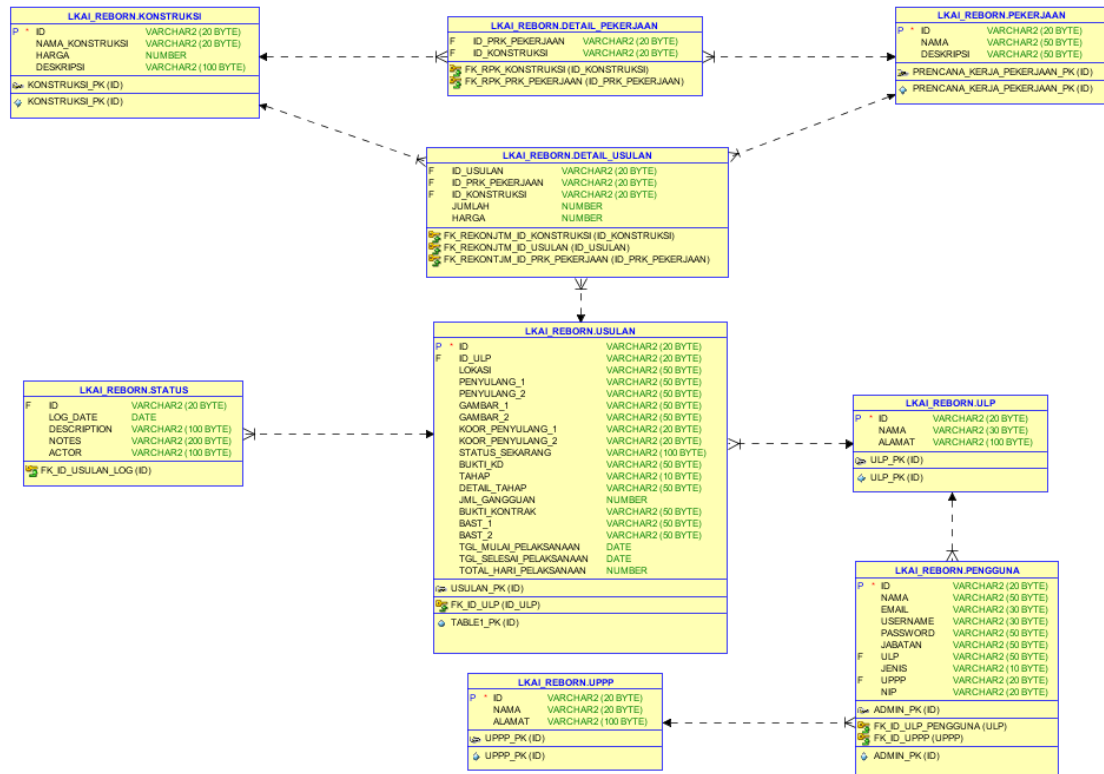 LKAI_REBORN.KONSTRUKSI
P * ID VARCHAR2 (20 BYTE)
NAMA_KONSTRUKSI VARCHAR2 (20 BYTE)
HARGA NUMBER
DESKRIPSI VARCHAR2 (100 BYTE)
KONSTRUKSI_PK (ID)
KONSTRUKSI_PK (ID)
LKAI_REBORN.DETAIL_PEKERJAAN
F ID_PRK_PEKERJAAN VARCHAR2 (20 BYTE)
F ID_KONSTRUKSI VARCHAR2 (20 BYTE)
FK_RPK_KONSTRUKSI (ID_KONSTRUKSI)
FK_RPK_PRK_PEKERJAAN (ID_PRK_PEKERJAAN)
LKAI_REBORN.PEKERJAAN
P * ID VARCHAR2 (20 BYTE)
NAMA VARCHAR2 (50 BYTE)
DESKRIPSI VARCHAR2 (50 BYTE)
PRENCANA_KERJA_PEKERJAAN_PK (ID)
PRENCANA_KERJA_PEKERJAAN_PK (ID)
LKAI_REBORN.DETAIL_USULAN
F ID_USULAN VARCHAR2 (20 BYTE)
F ID_PRK_PEKERJAAN VARCHAR2 (20 BYTE)
F ID_KONSTRUKSI VARCHAR2 (20 BYTE)
JUMLAH NUMBER
HARGA NUMBER
FK_REKONJTM_ID_KONSTRUKSI (ID_KONSTRUKSI)
FK_REKONJTM_ID_USULAN (ID_USULAN)
FK_REKONTJM_ID_PRK_PEKERJAAN (ID_PRK_PEKERJAAN)
LKAI_REBORN.USULAN
P * ID VARCHAR2 (20 BYTE)
F ID_ULP VARCHAR2 (20 BYTE)
LOKASI VARCHAR2 (50 BYTE)
PENYULANG_1 VARCHAR2 (50 BYTE)
PENYULANG_2 VARCHAR2 (50 BYTE)
GAMBAR_1 VARCHAR2 (50 BYTE)
GAMBAR_2 VARCHAR2 (50 BYTE)
KOOR_PENYULANG_1 VARCHAR2 (20 BYTE)
KOOR_PENYULANG_2 VARCHAR2 (20 BYTE)
STATUS_SEKARANG VARCHAR2 (100 BYTE)
BUKTI_KD VARCHAR2 (50 BYTE)
TAHAP VARCHAR2 (10 BYTE)
DETAIL_TAHAP VARCHAR2 (50 BYTE)
JML_GANGGUAN NUMBER
BUKTI_KONTRAK VARCHAR2 (50 BYTE)
BAST_1 VARCHAR2 (50 BYTE)
BAST_2 VARCHAR2 (50 BYTE)
TGL_MULAI_PELAKSANAAN DATE
TGL_SELESAI_PELAKSANAAN DATE
TOTAL_HARI_PELAKSANAAN NUMBER
USULAN_PK (ID)
FK_ID_ULP (ID_ULP)
TABLE1_PK (ID)
LKAI_REBORN.STATUS
F ID VARCHAR2 (20 BYTE)
LOG_DATE DATE
DESCRIPTION VARCHAR2 (100 BYTE)
NOTES VARCHAR2 (200 BYTE)
ACTOR VARCHAR2 (100 BYTE)
FK_ID_USULAN_LOG (ID)
LKAI_REBORN.ULP
P * ID VARCHAR2 (20 BYTE)
NAMA VARCHAR2 (30 BYTE)
ALAMAT VARCHAR2 (100 BYTE)
ULP_PK (ID)
ULP_PK (ID)
LKAI_REBORN.PENGGUNA
P * ID VARCHAR2 (20 BYTE)
NAMA VARCHAR2 (50 BYTE)
EMAIL VARCHAR2 (30 BYTE)
USERNAME VARCHAR2 (30 BYTE)
PASSWORD VARCHAR2 (50 BYTE)
JABATAN VARCHAR2 (50 BYTE)
F ULP VARCHAR2 (50 BYTE)
JENIS VARCHAR2 (10 BYTE)
F UPPP VARCHAR2 (20 BYTE)
NIP VARCHAR2 (20 BYTE)
ADMIN_PK (ID)
FK_ID_ULP_PENGGUNA (ULP)
FK_ID_UPPP (UPPP)
ADMIN_PK (ID)
LKAI_REBORN.UPPP
P * ID VARCHAR2 (20 BYTE)
NAMA VARCHAR2 (20 BYTE)
ALAMAT VARCHAR2 (100 BYTE)
UPPP_PK (ID)
UPPP_PK (ID)